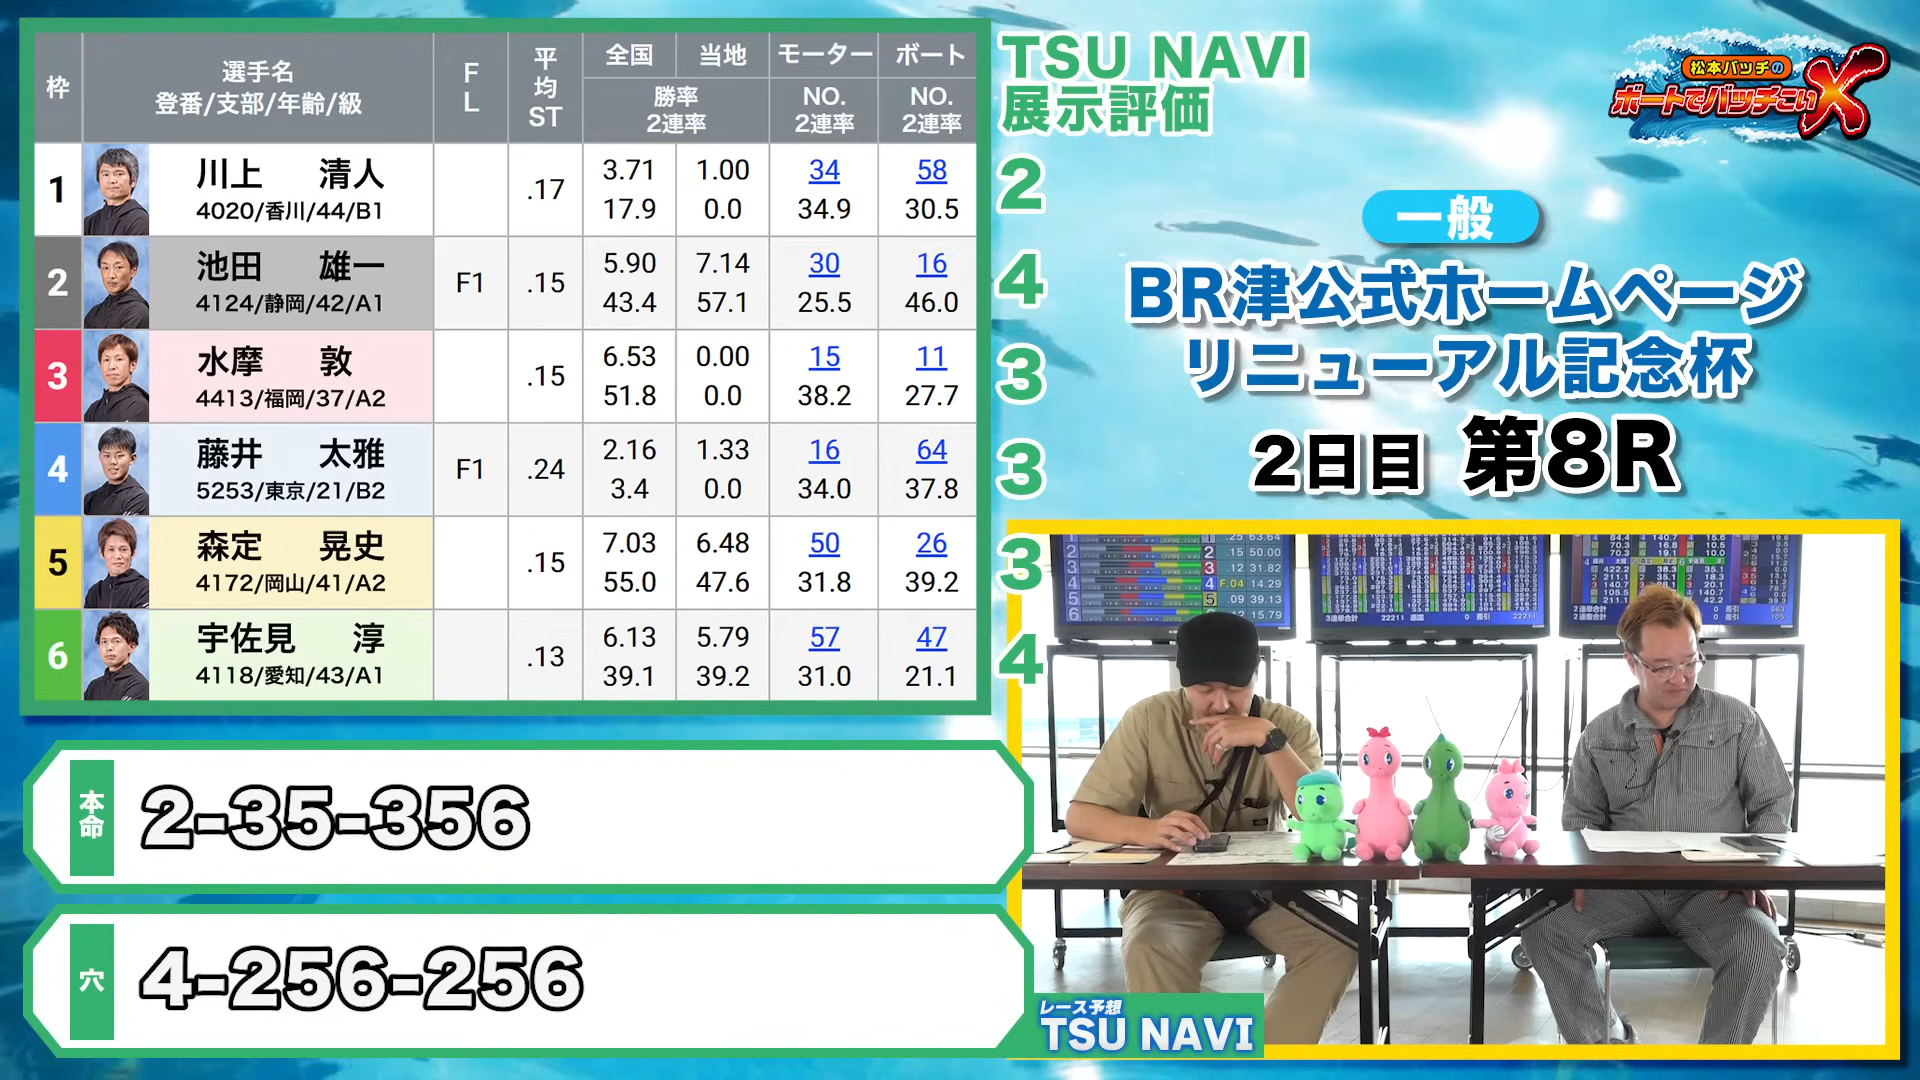 枠
選手名
登番/支部/年齢/級
F
L
平
均
ST
全国
当地
モーター
ボート
勝率
2連率
NO.
2連率
NO.
2連率
1
川上 清人
4020/香川/44/B1
.17
3.71
17.9
1.00
0.0
34
34.9
58
30.5
2
池田 雄一
4124/静岡/42/A1
F1
.15
5.90
43.4
7.14
57.1
30
25.5
16
46.0
3
水摩 敦
4413/福岡/37/A2
.15
6.53
51.8
0.00
0.0
15
38.2
11
27.7
4
藤井 太雅
5253/東京/21/B2
F1
.24
2.16
3.4
1.33
0.0
16
34.0
64
37.8
5
森定 晃史
4172/岡山/41/A2
.15
7.03
55.0
6.48
47.6
50
31.8
26
39.2
6
宇佐見 淳
4118/愛知/43/A1
.13
6.13
39.1
5.79
39.2
57
31.0
47
21.1
TSU NAVI
展示評価
2
4
3
3
3
4
松本バッチの
ボートでバッチこいX
一般
BR津公式ホームページ
リニューアル記念杯
2日目 第8R
本命
2-35-356
穴
4-256-256
レース予想
TSU NAVI